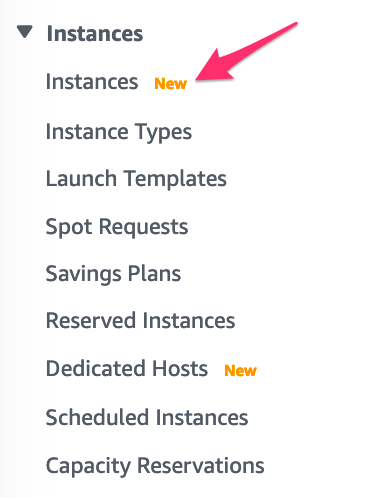 Instances
Instances New
Instance Types
Launch Templates
Spot Requests
Savings Plans
Reserved Instances
Dedicated Hosts New
Scheduled Instances
Capacity Reservations